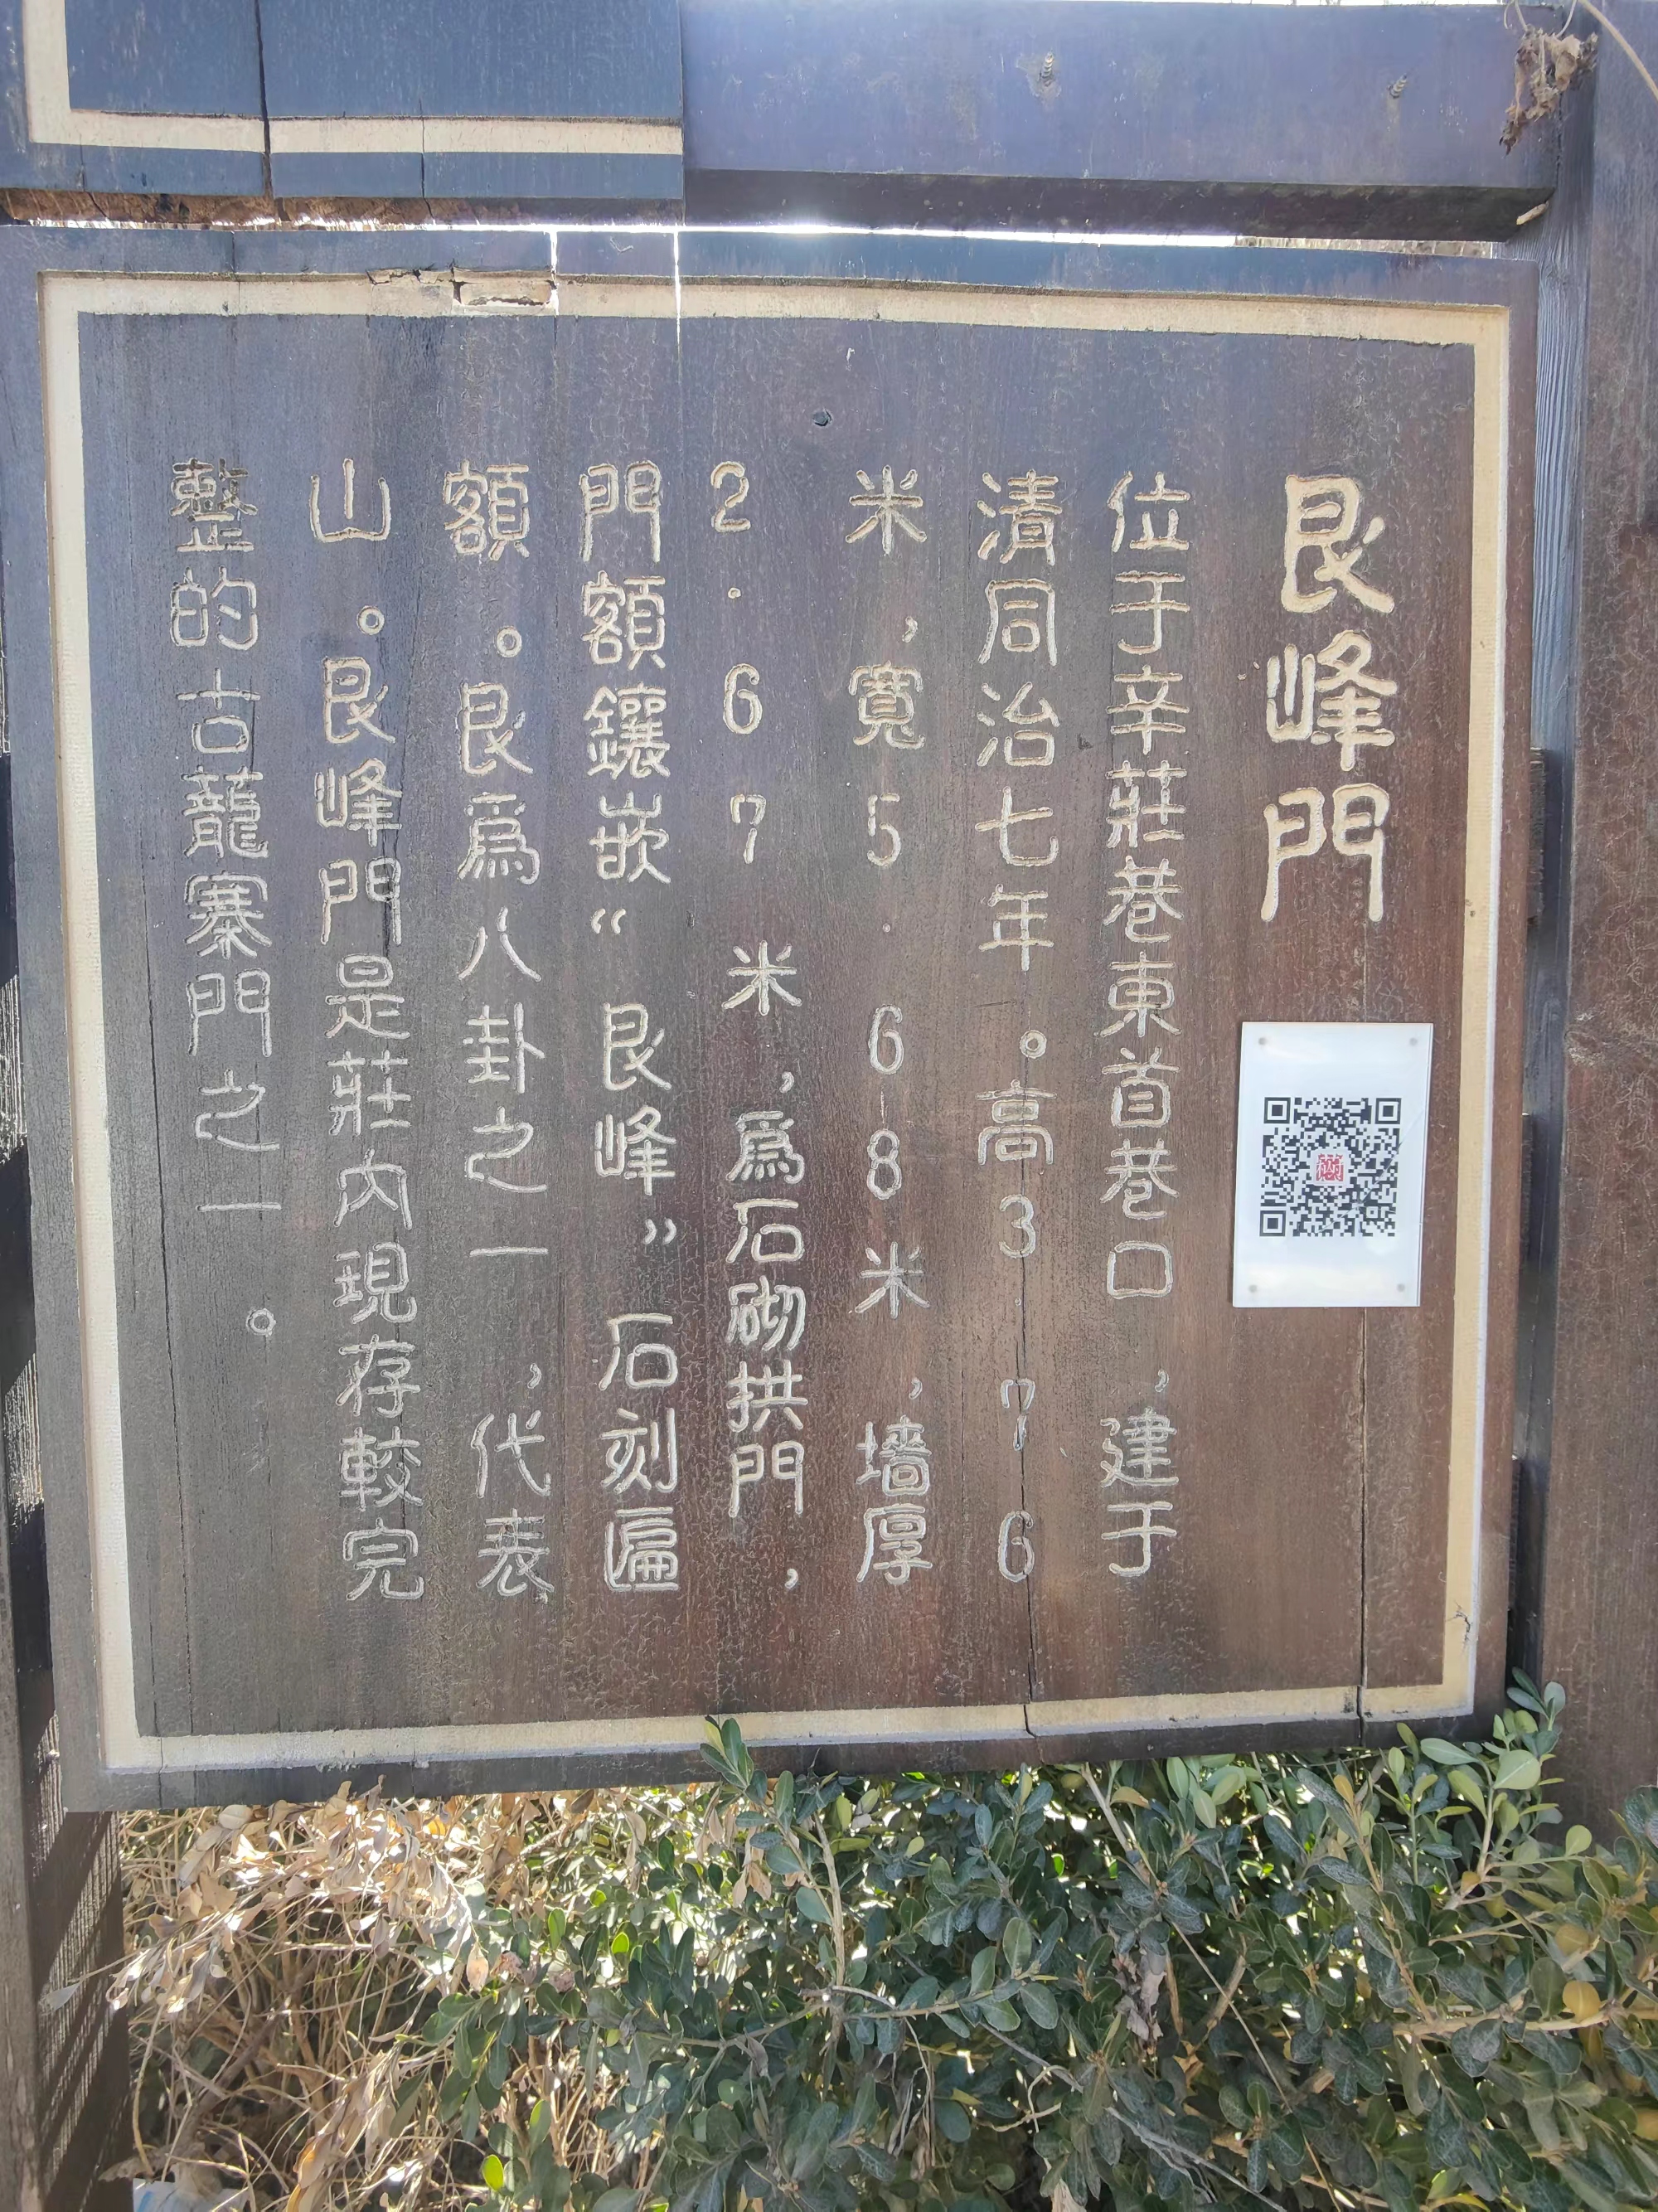 艮峰門
位于辛莊巷東首巷口，建于
清同治七年。高3.76
米，寬5.68米，墙厚
2.67米，爲石砌拱門，
門額鑲嵌“艮峰”石刻匾
額。艮爲八卦之一，代表
山。艮峰門是莊内現存較完
整的古蘢寨門之一。